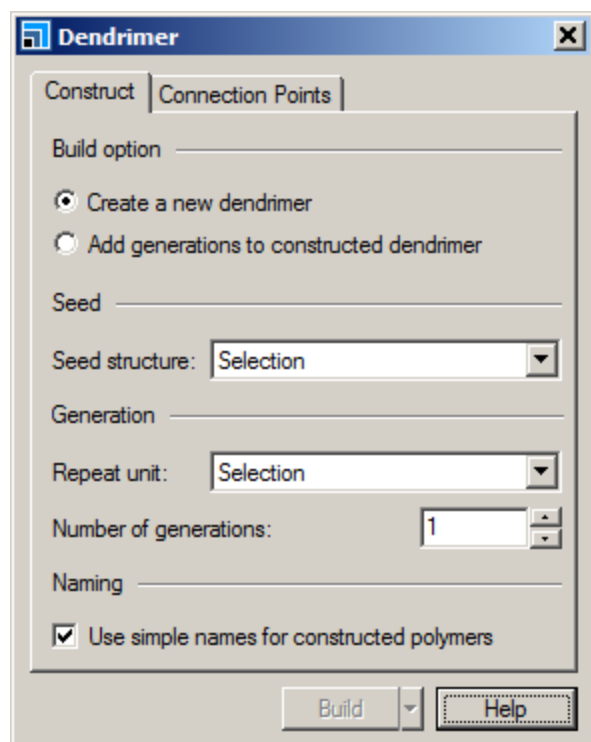 Dendrimer
Construct
Connection Points
Build option
Create a new dendrimer
Add generations to constructed dendrimer
Seed
Seed structure: Selection
Generation
Repeat unit: Selection
Number of generations: 1
Naming
Use simple names for constructed polymers
Build
Help